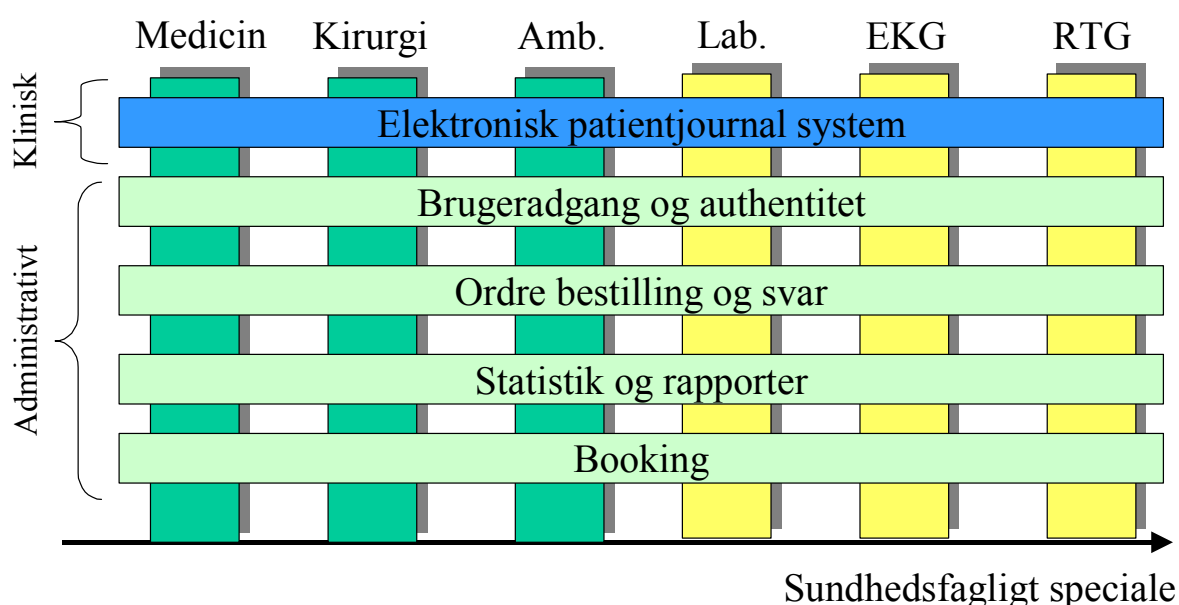 Medicin Kirurgi Amb. Lab. EKG RTG
Klinisk
Elektronisk patientjournal system
Administrativt
Brugeradgang og authentitet
Ordre bestilling og svar
Statistik og rapporter
Booking
Sundhedsfagligt speciale